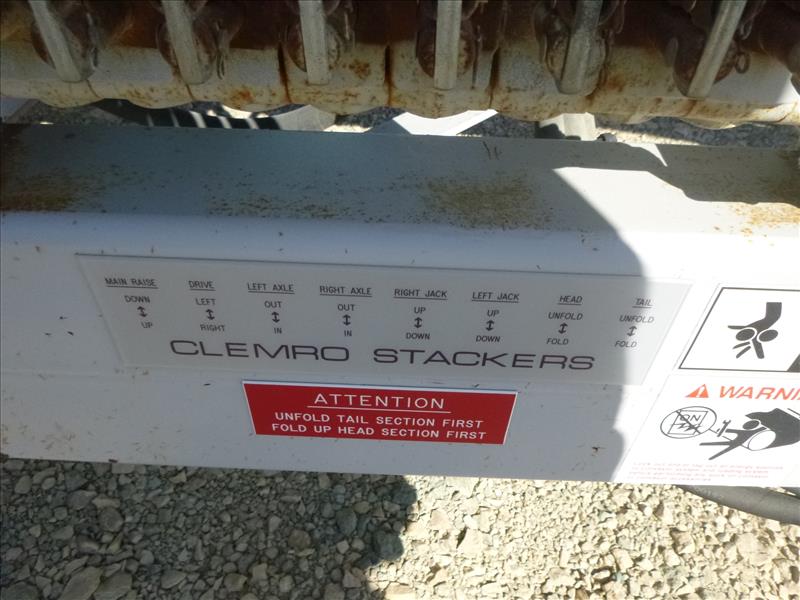 MAIN RAISE DRIVE LEFT AXLE RIGHT AXLE RIGHT JACK LEFT JACK HEAD TAIL
DOWN LEFT OUT OUT UP UP UNFOLD UNFOLD
UP RIGHT IN IN DOWN DOWN FOLD FOLD
CLEMRO STACKERS
ATTENTION
UNFOLD TAIL SECTION FIRST
FOLD UP HEAD SECTION FIRST
WARNI
ON